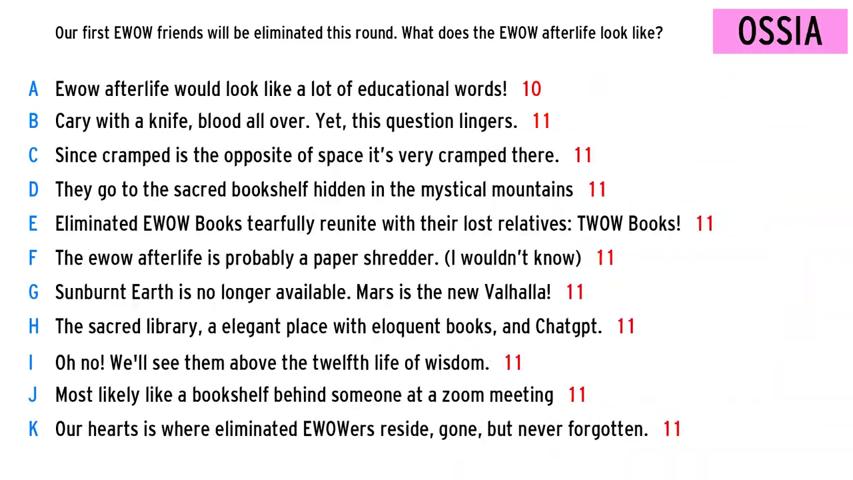 Our first EWOW friends will be eliminated this round. What does the EWOW afterlife look like?
OSSIA
A Ewow afterlife would look like a lot of educational words! 10
B Cary with a knife, blood all over. Yet, this question lingers. 11
C Since cramped is the opposite of space it's very cramped there. 11
D They go to the sacred bookshelf hidden in the mystical mountains 11
E Eliminated EWOW Books tearfully reunite with their lost relatives: TWOW Books! 11
F The ewow afterlife is probably a paper shredder. (I wouldn't know) 11
G Sunburnt Earth is no longer available. Mars is the new Valhalla! 11
H The sacred library, a elegant place with eloquent books, and Chatgpt. 11
I Oh no! We'll see them above the twelfth life of wisdom. 11
J Most likely like a bookshelf behind someone at a zoom meeting 11
K Our hearts is where eliminated EWOWers reside, gone, but never forgotten. 11